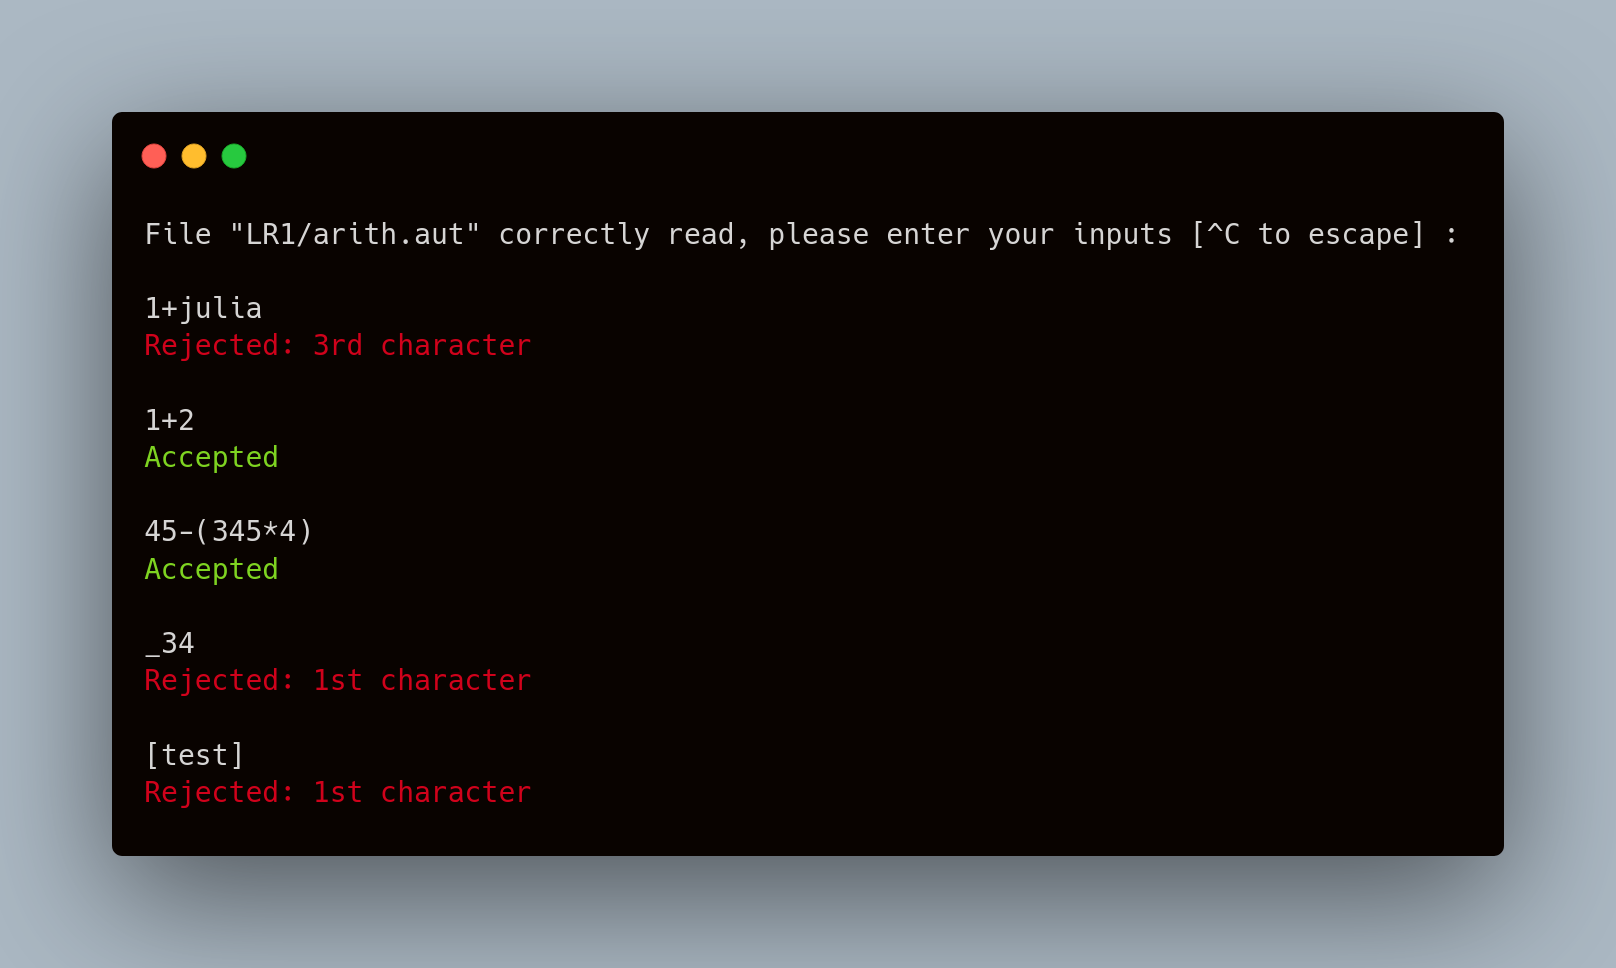 File "LR1/arith.aut" correctly read, please enter your inputs [^C to escape] :
1+julia
Rejected: 3rd character
1+2
Accepted
45-(345*4)
Accepted
_34
Rejected: 1st character
[test]
Rejected: 1st character